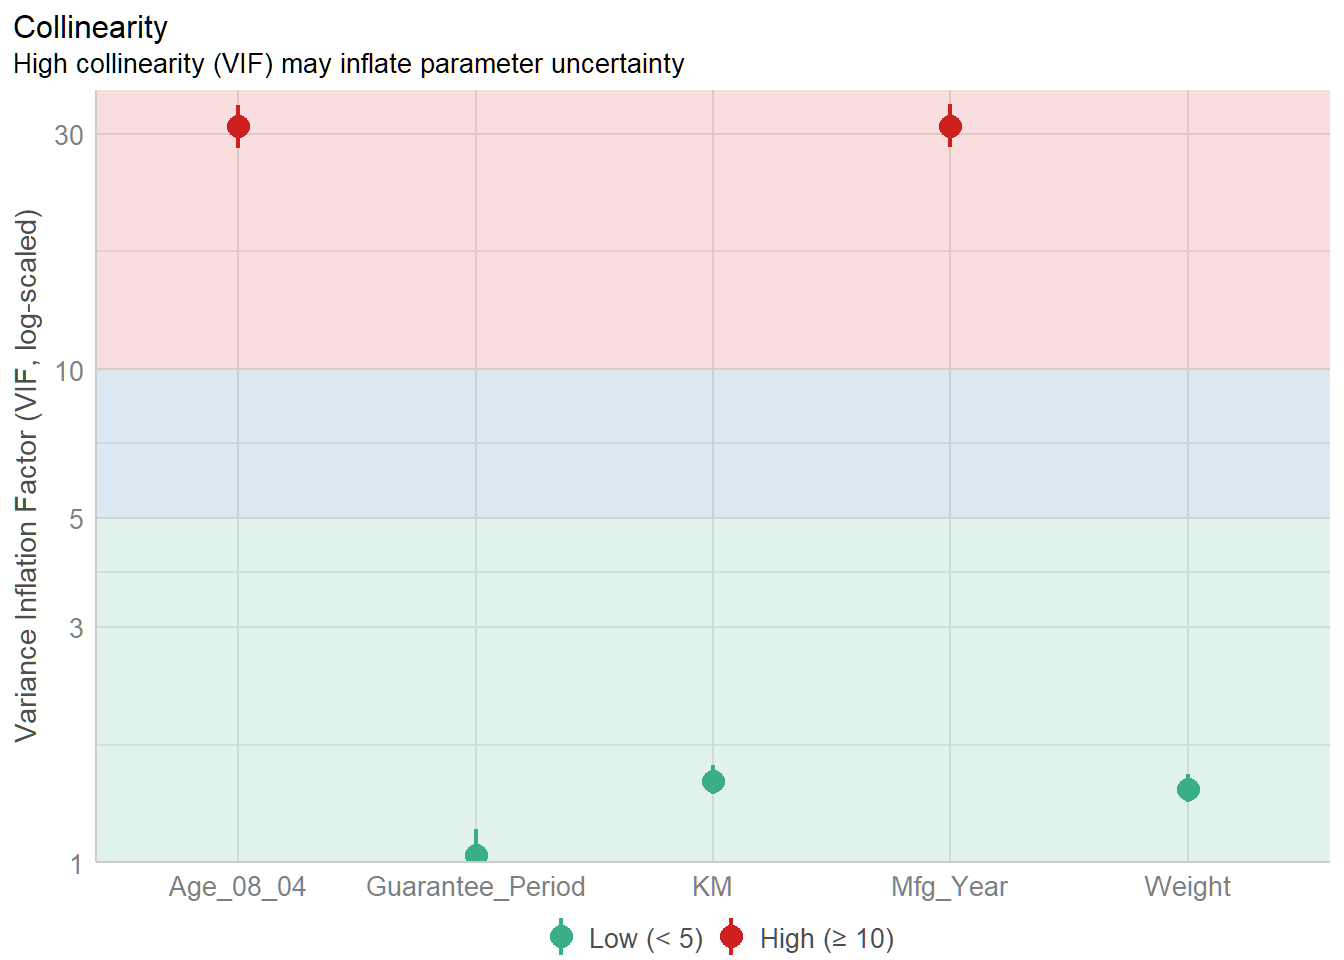 Collinearity
High collinearity (VIF) may inflate parameter uncertainty
Variance Inflation Factor (VIF, log-scaled)
30
10
5
3
1
Age_08_04 Guarantee_Period KM Mfg_Year Weight
Low (< 5) High (≥ 10)